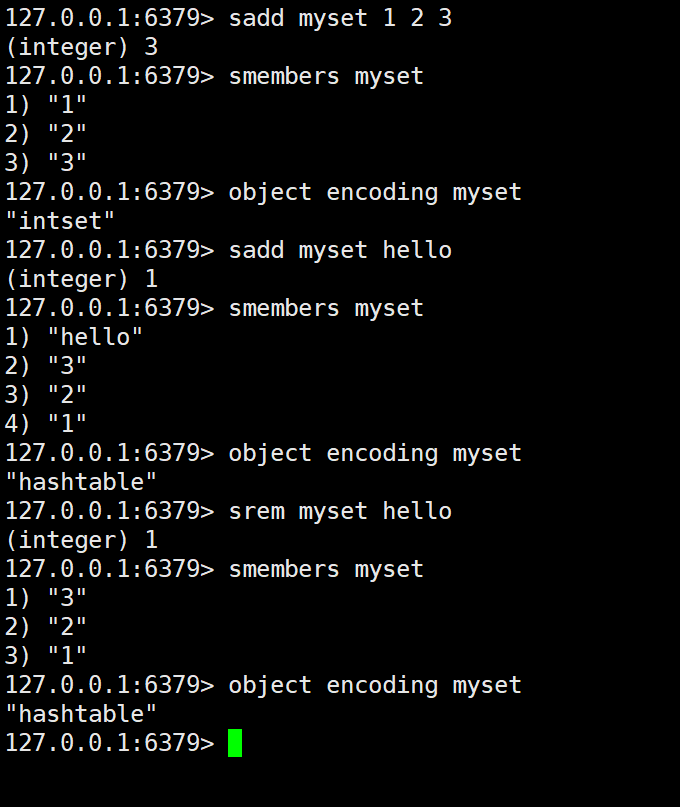 127.0.0.1:6379> sadd myset 1 2 3
(integer) 3
127.0.0.1:6379> smembers myset
1) "1"
2) "2"
3) "3"
127.0.0.1:6379> object encoding myset
"intset"
127.0.0.1:6379> sadd myset hello
(integer) 1
127.0.0.1:6379> smembers myset
1) "hello"
2) "3"
3) "2"
4) "1"
127.0.0.1:6379> object encoding myset
"hashtable"
127.0.0.1:6379> srem myset hello
(integer) 1
127.0.0.1:6379> smembers myset
1) "3"
2) "2"
3) "1"
127.0.0.1:6379> object encoding myset
"hashtable"
127.0.0.1:6379>